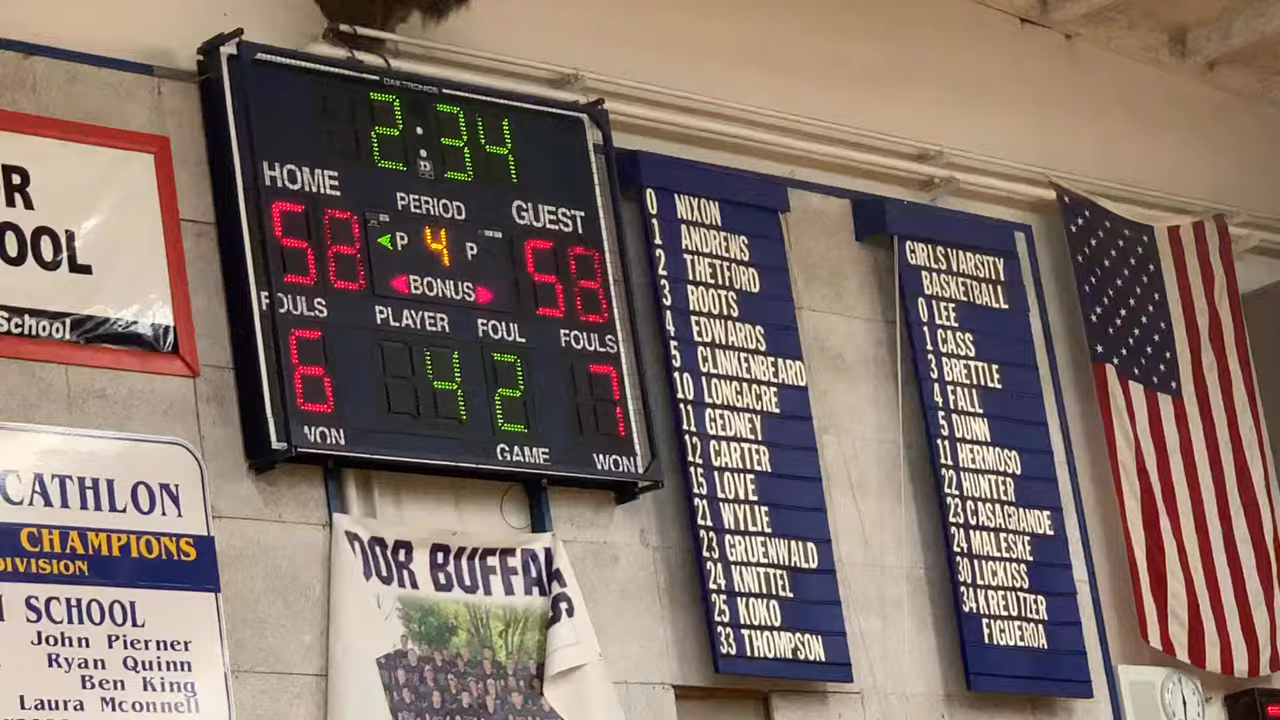 OR
OOL
School
CATHLON
CHAMPIONS
DIVISION
SCHOOL
John Pierner
Ryan Quinn
Ben King
Laura Mcconnell
DAKTRONICS
2:34
HOME
PERIOD
GUEST
58
P 4 P
58
BONUS
FOULS
PLAYER
FOUL
FOULS
6
4
2
7
WON
GAME
WON
DOR BUFFALOS
0 NIXON
1 ANDREWS
2 THETFORD
3 ROOTS
4 EDWARDS
5 CLINKENBEARD
10 LONGACRE
11 GEDNEY
12 CARTER
15 LOVE
21 WYLIE
23 GRUENWALD
24 KNITTEL
25 KOKO
33 THOMPSON
GIRLS VARSITY
BASKETBALL
0 LEE
1 CASS
3 BRETTLE
4 FALL
5 DUNN
11 HERMOSO
22 HUNTER
23 CASAGRANDE
24 MALESKE
30 LICKISS
34 KREUTZER
FIGUEROA